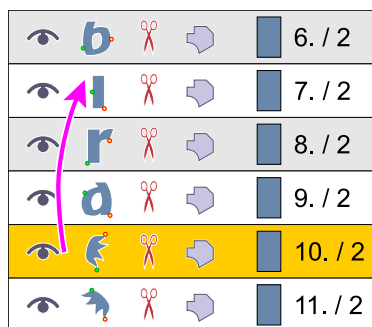 b 6. / 2
l 7. / 2
r 8. / 2
a 9. / 2
10. / 2
11. / 2